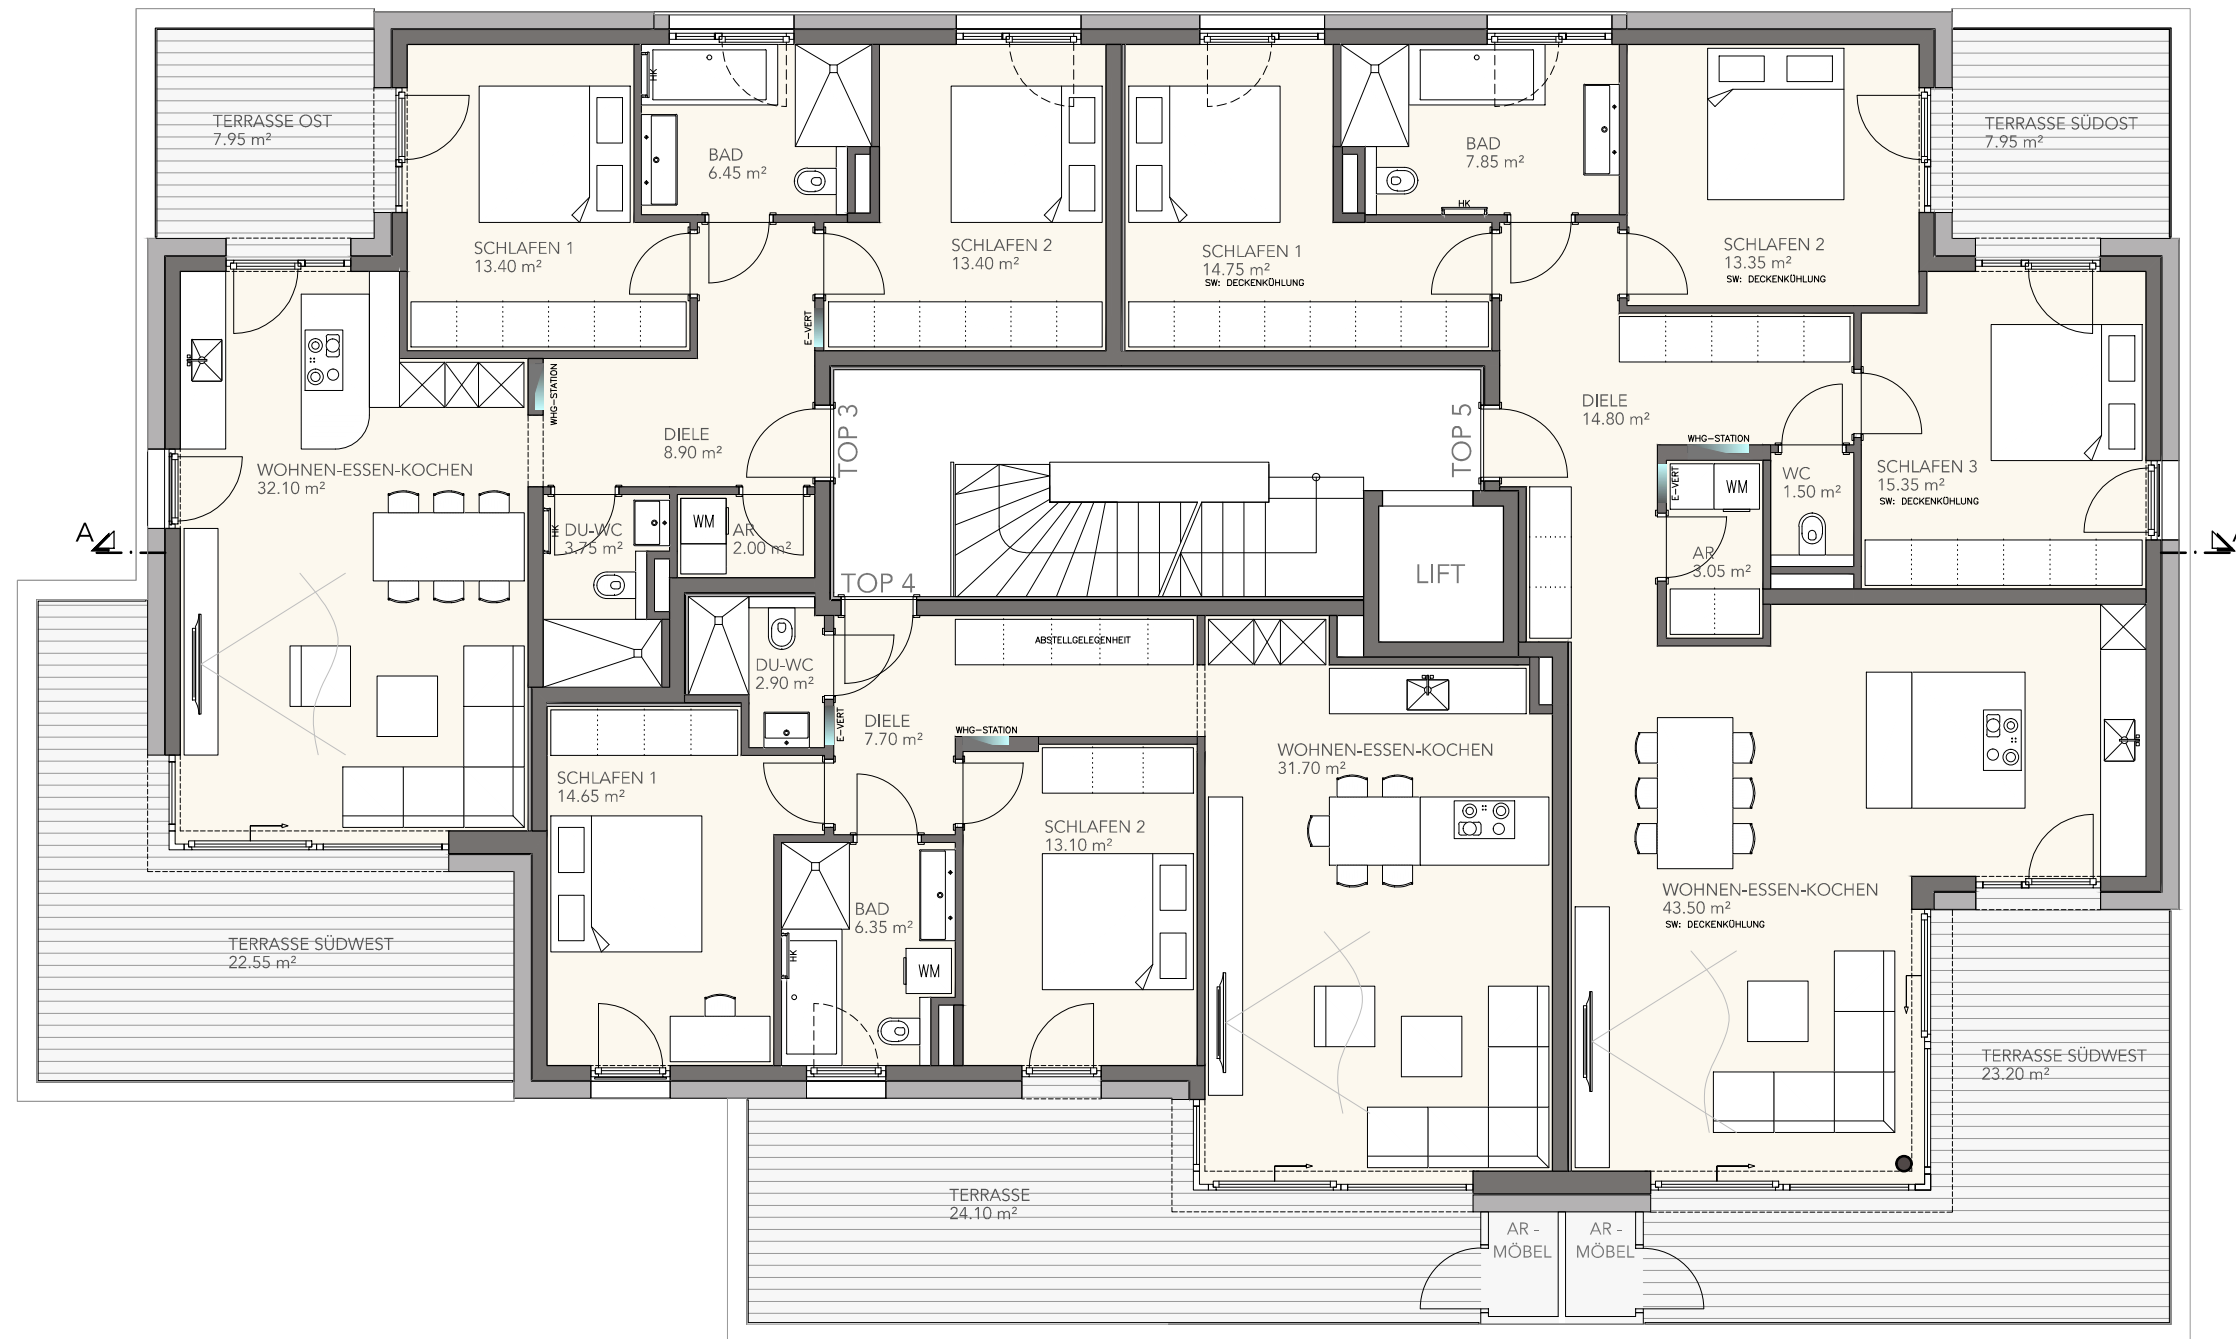 TERRASSE OST
7.95 m²
HK
BAD
6.45 m²
SCHLAFEN 1
13.40 m²
SCHLAFEN 2
13.40 m²
E-VERT
SCHLAFEN 1
14.75 m²
SW: DECKENKÜHLUNG
BAD
7.85 m²
HK
SCHLAFEN 2
13.35 m²
SW: DECKENKÜHLUNG
TERRASSE SÜDOST
7.95 m²
WOHNEN-ESSEN-KOCHEN
32.10 m²
WHG-STATION
DIELE
8.90 m²
TOP 3
TOP 5
DIELE
14.80 m²
WHG-STATION
E-VERT
WM
WC
1.50 m²
SCHLAFEN 3
15.35 m²
SW: DECKENKÜHLUNG
A
HK
DU-WC
3.75 m²
WM
AR
2.00 m²
TOP 4
LIFT
AR
3.05 m²
DU-WC
2.90 m²
ABSTELLGELEGENHEIT
E-VERT
DIELE
7.70 m²
WHG-STATION
SCHLAFEN 1
14.65 m²
WOHNEN-ESSEN-KOCHEN
31.70 m²
SCHLAFEN 2
13.10 m²
BAD
6.35 m²
HK
WM
WOHNEN-ESSEN-KOCHEN
43.50 m²
SW: DECKENKÜHLUNG
TERRASSE SÜDWEST
22.55 m²
TERRASSE SÜDWEST
23.20 m²
TERRASSE
24.10 m²
AR -
MÖBEL
AR -
MÖBEL